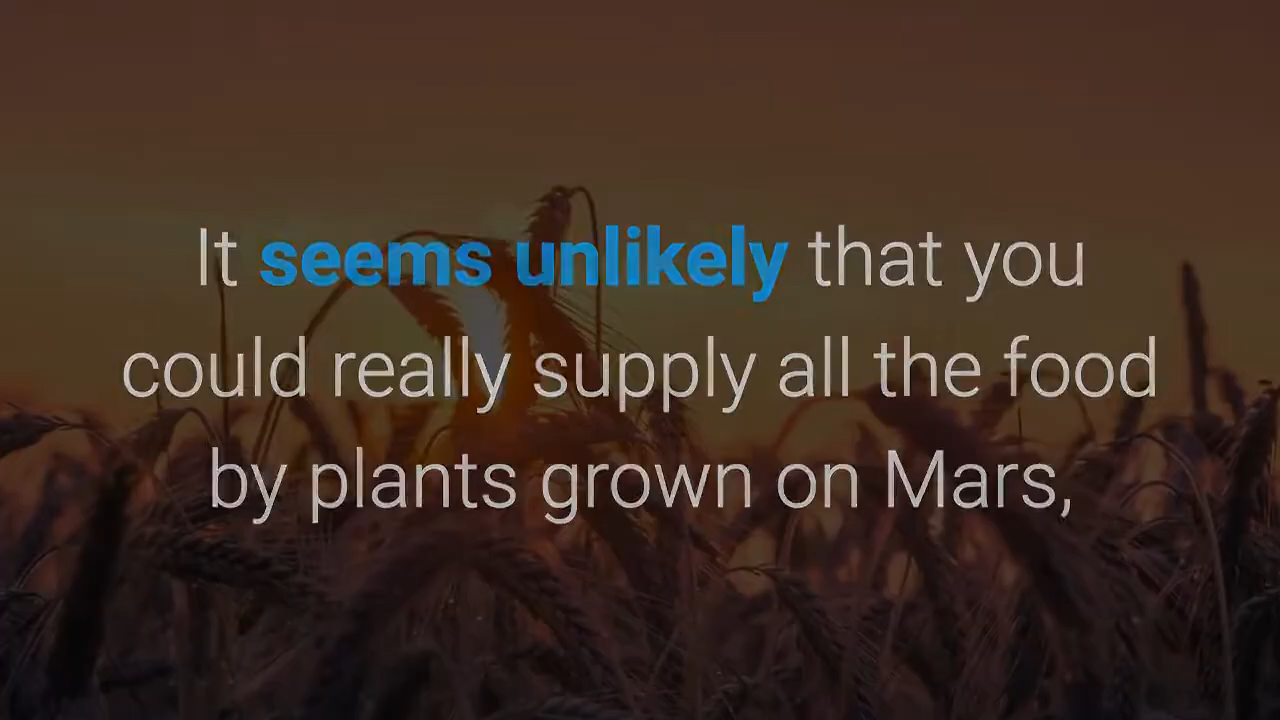 It seems unlikely that you
could really supply all the food
by plants grown on Mars,